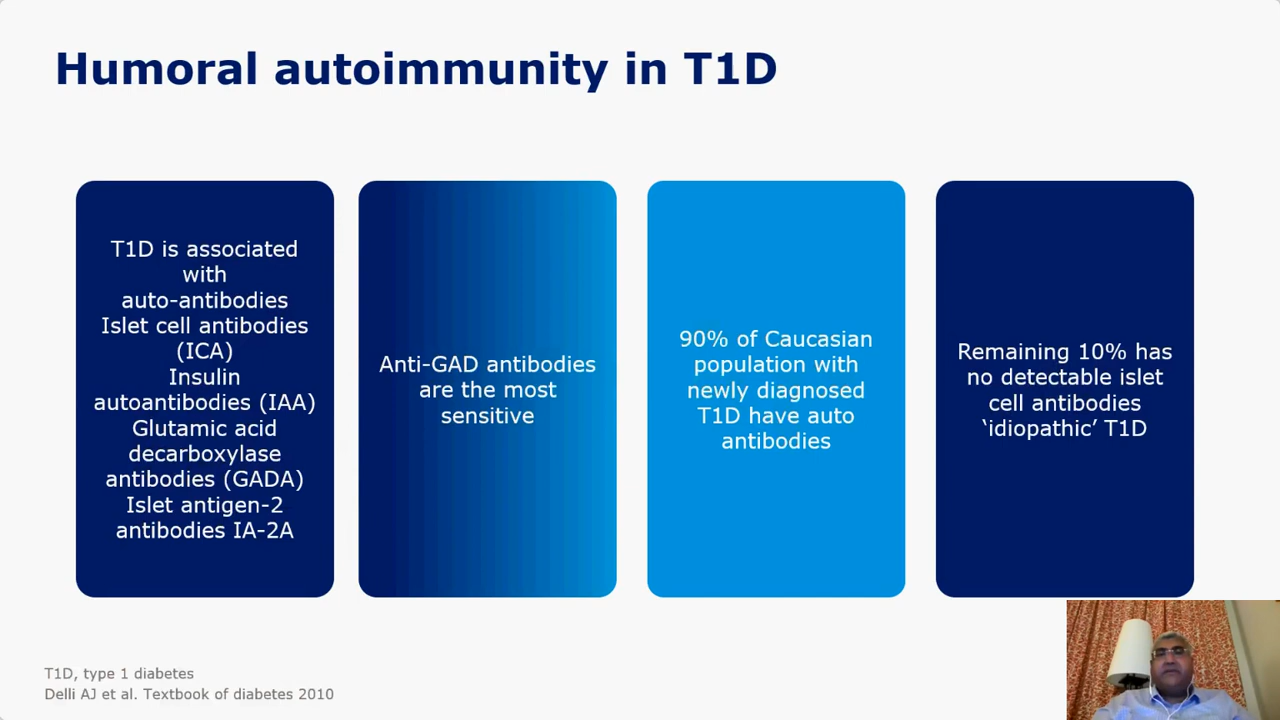 Humoral autoimmunity in T1D
T1D is associated
with
auto-antibodies
Islet cell antibodies
(ICA)
Insulin
autoantibodies (IAA)
Glutamic acid
decarboxylase
antibodies (GADA)
Islet antigen-2
antibodies IA-2A
Anti-GAD antibodies
are the most
sensitive
90% of Caucasian
population with
newly diagnosed
T1D have auto
antibodies
Remaining 10% has
no detectable islet
cell antibodies
‘idiopathic’ T1D
T1D, type 1 diabetes
Delli AJ et al. Textbook of diabetes 2010